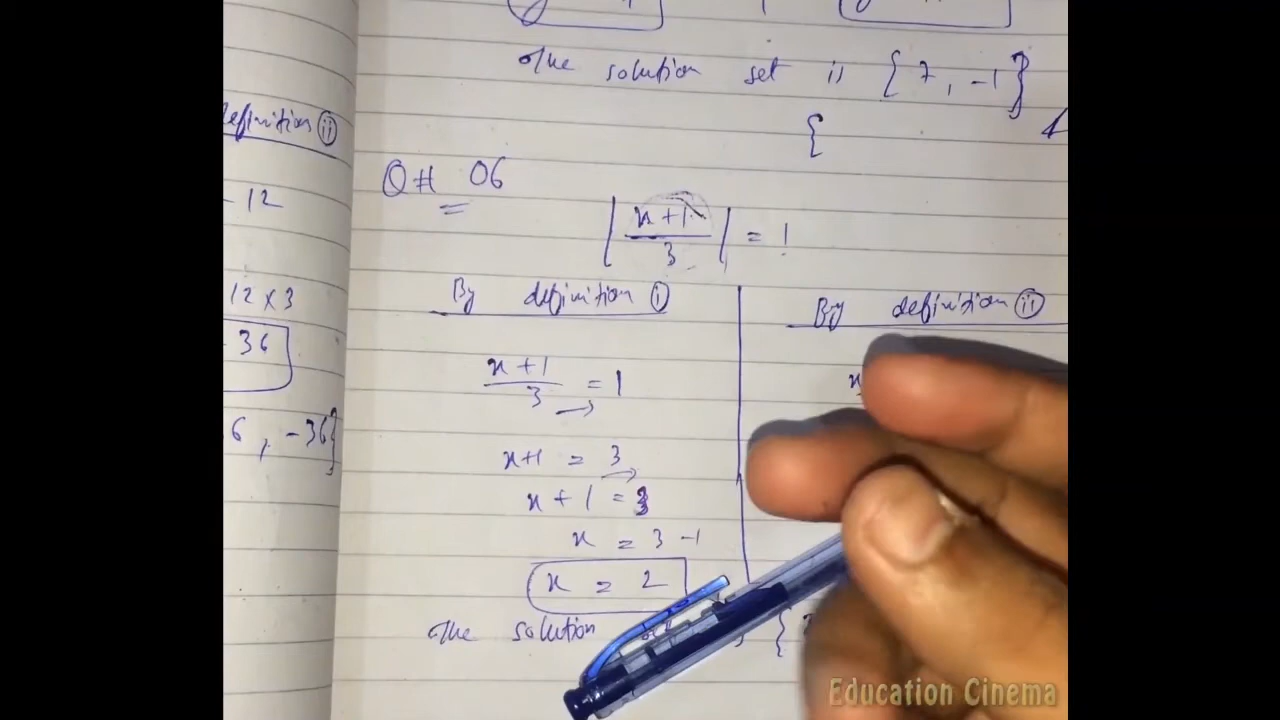 The solution set is {7, -1}
{
Definition ii
- 12
12 x 3
- 36
6, -36}
Q# 06
|x+1/3| = 1
By definition i
x+1/3 = 1
x+1 = 3
x + 1 = 3
x = 3 - 1
x = 2
By definition ii
x
The solution
{
Education Cinema